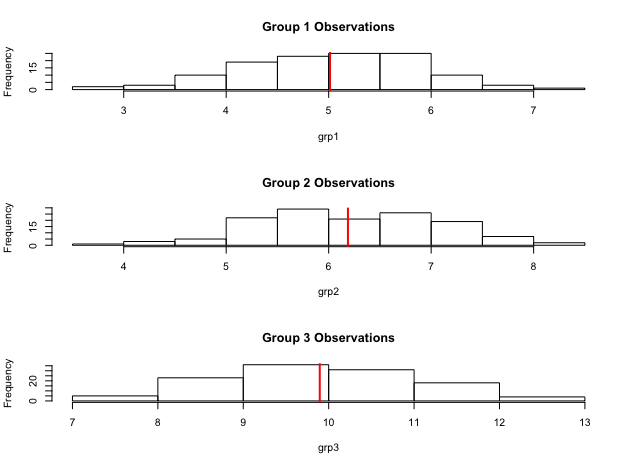 Group 1 Observations
Frequency
0 15
3 4 5 6 7
grp1
Group 2 Observations
Frequency
0 15
4 5 6 7 8
grp2
Group 3 Observations
Frequency
0 20
7 8 9 10 11 12 13
grp3